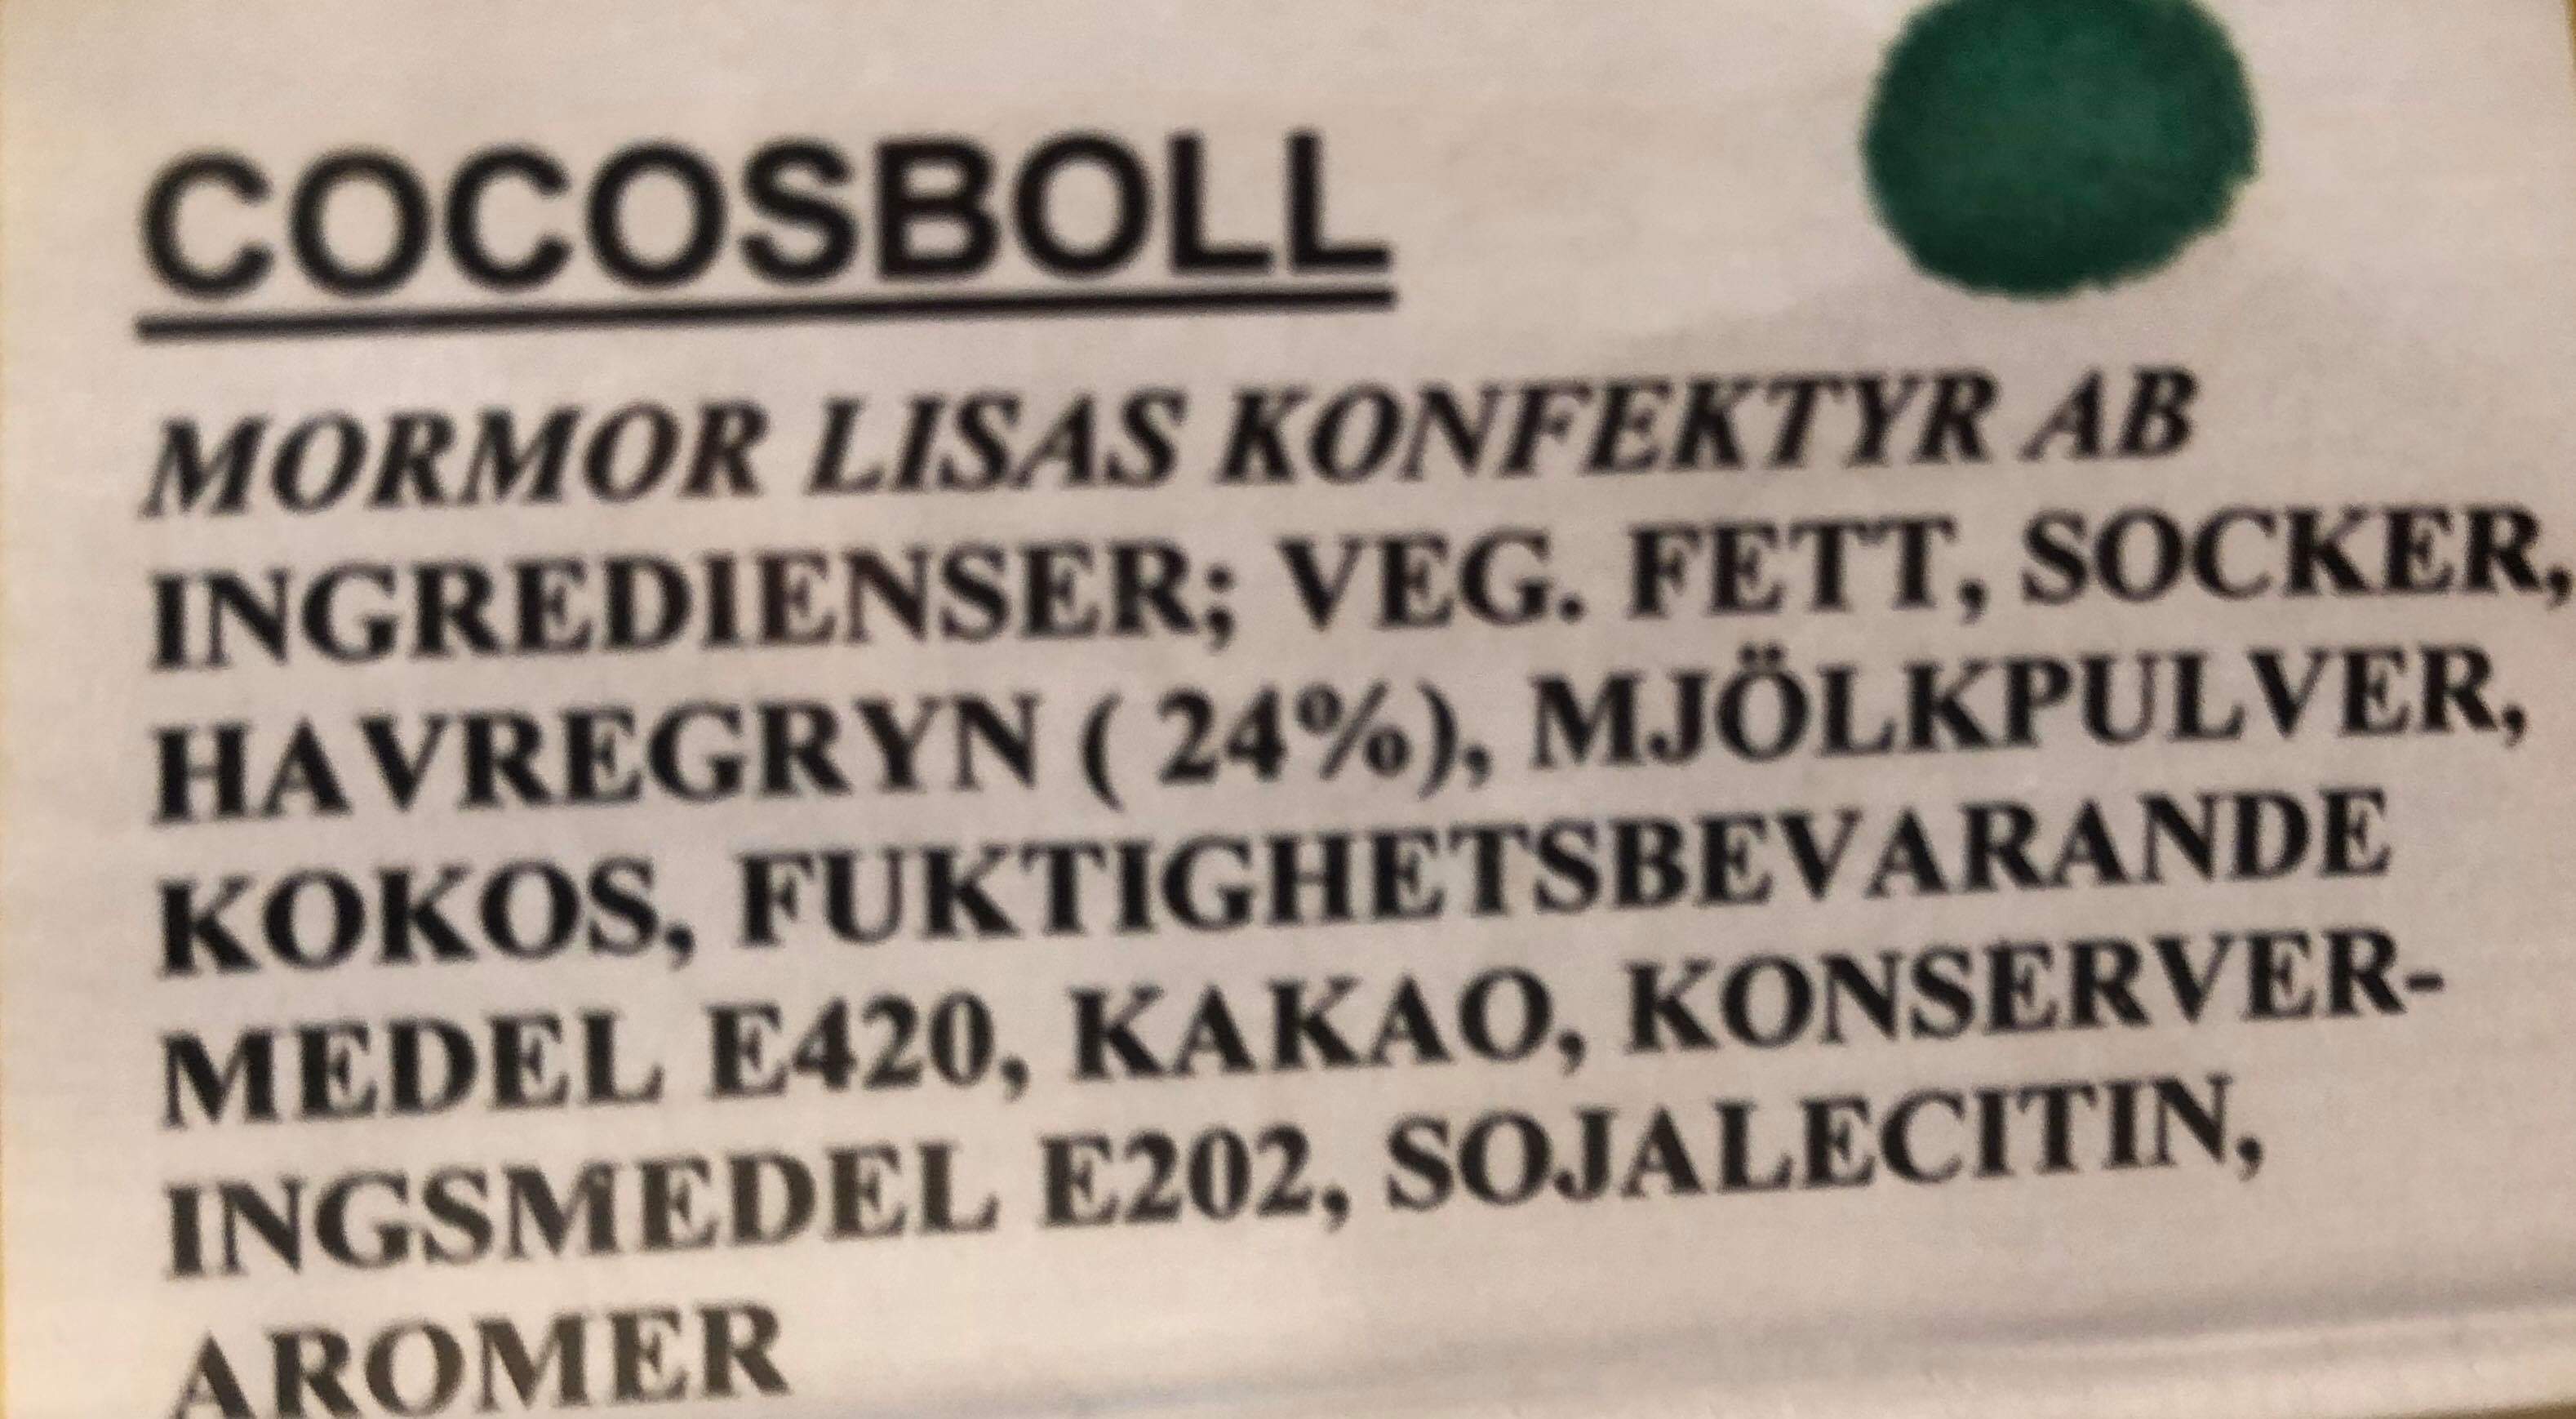 COCOSBOLL
MORMOR LISAS KONFEKTYR AB
INGREDIENSER; VEG. FETT, SOCKER,
HAVREGRYN ( 24%), MJÖLKPULVER,
KOKOS, FUKTIGHETSBEVARANDE
MEDEL E420, KAKAO, KONSERVER-
INGSMEDEL E202, SOJALECITIN,
AROMER